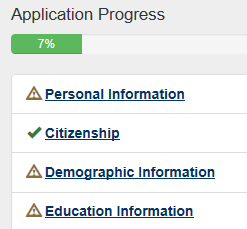 Application Progress
7%
Personal Information
Citizenship
Demographic Information
Education Information